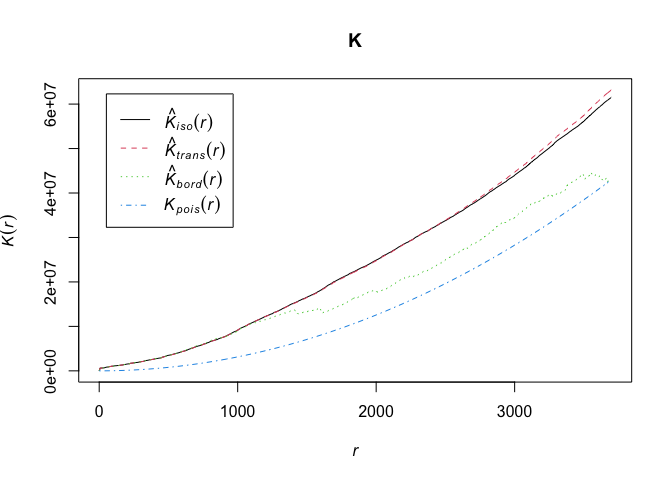 K
K̂iso(r)
K̂trans(r)
K̂bord(r)
Kpois(r)
K(r)
6e+07
4e+07
2e+07
0e+00
0 1000 2000 3000
r